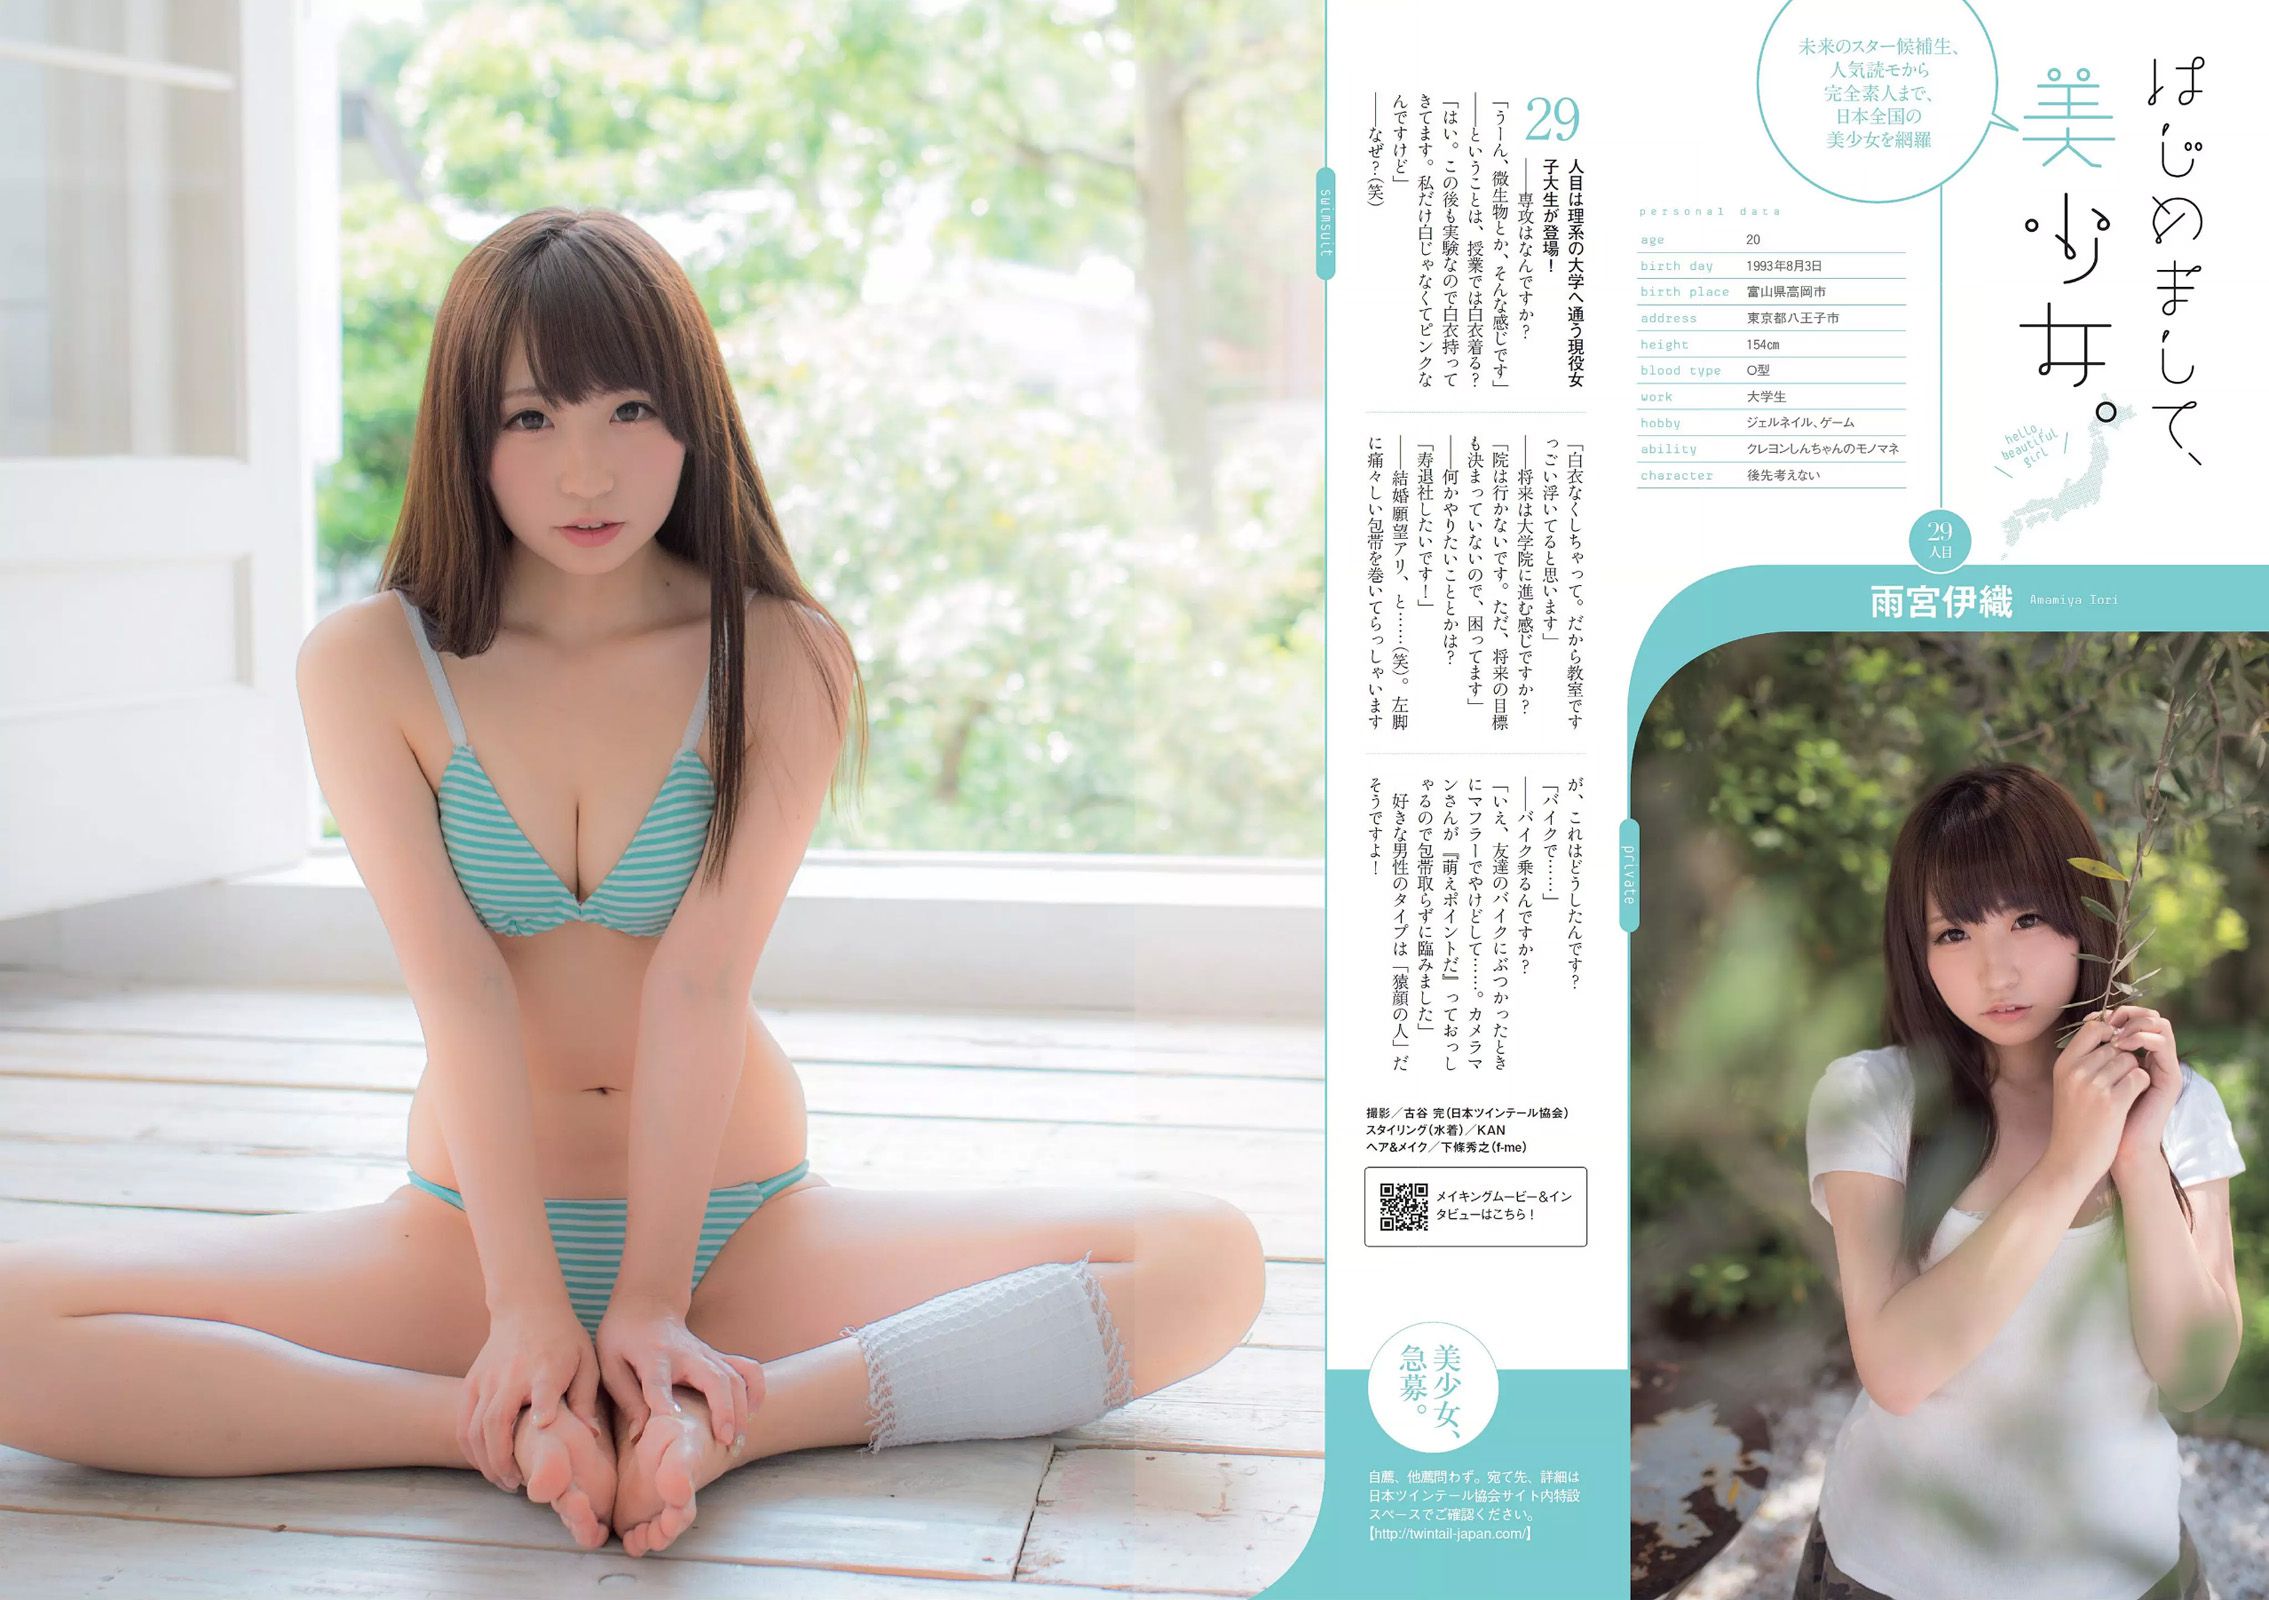 はじめまして、
美少女。
未来のスター候補生、
人気読モから
完全素人まで、
日本全国の
美少女を網羅
hello,
beautiful
girl
personal data
age 20
birth day 1993年8月3日
birth place 富山県高岡市
address 東京都八王子市
height 154㎝
blood type O型
work 大学生
hobby ジェルネイル、ゲーム
ability クレヨンしんちゃんのモノマネ
character 後先考えない
29
人目
雨宮伊織 Amamiya Iori
private
swimsuit
29
人目は理系の大学へ通う現役女
子大生が登場！
――専攻はなんですか？
「うーん、微生物とか、そんな感じです」
――ということは、授業では白衣着る？
「はい。この後も実験なので白衣持って
きてます。私だけ白じゃなくてピンクな
んですけど」
――なぜ？（笑）
「白衣なくしちゃって。だから教室です
っごい浮いてると思います」
――将来は大学院に進む感じですか？
「院は行かないです。ただ、将来の目標
も決まっていないので、困ってます」
――何かやりたいこととかは？
「寿退社したいです！」
――結婚願望アリ、と……（笑）。左脚
に痛々しい包帯を巻いてらっしゃいます
が、これはどうしたんです？
「バイクで……」
――バイク乗るんですか？
「いえ、友達のバイクにぶつかったとき
にマフラーでやけどして……。カメラマ
ンさんが『萌えポイントだ』っておっし
ゃるので包帯取らずに臨みました」
好きな男性のタイプは「猿顔の人」だ
そうですよ！
撮影／古谷 完（日本ツインテール協会）
スタイリング（水着）／KAN
ヘア&メイク／下條秀之（f-me）
メイキングムービー＆イン
タビューはこちら！
美少女、
急募。
自薦、他薦問わず。宛て先、詳細は
日本ツインテール協会サイト内特設
スペースでご確認ください。
【http://twintail-japan.com/】